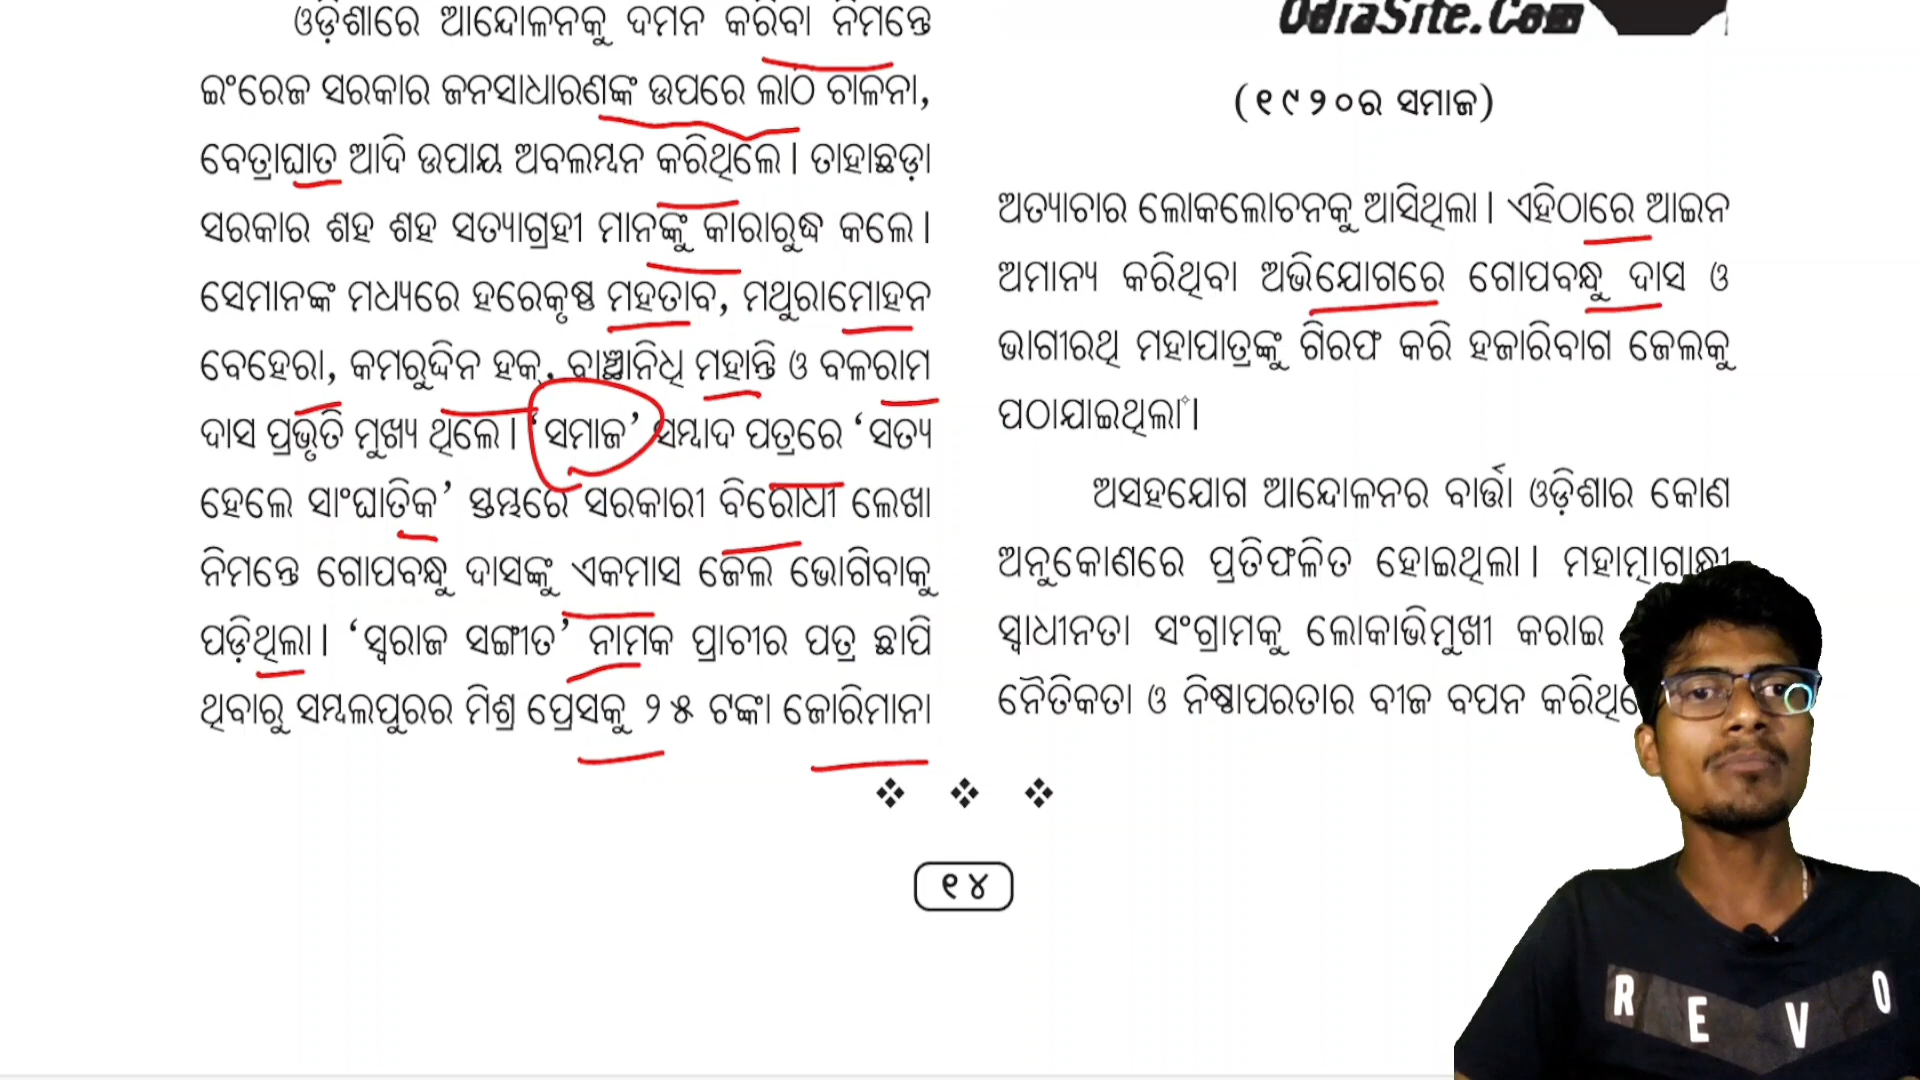 ଓଡ଼ିଶାରେ ଆନ୍ଦୋଳନକୁ ଦମନ କରିବା ନିମନ୍ତେ
ଇଂରେଜ ସରକାର ଜନସାଧାରଣଙ୍କ ଉପରେ ଲାଠି ଚାଳନା,
ବେତ୍ରାଘାତ ଆଦି ଉପାୟ ଅବଲମ୍ବନ କରିଥିଲେ। ତାହାଛଡ଼ା
ସରକାର ଶହ ଶହ ସତ୍ୟାଗ୍ରହୀ ମାନଙ୍କୁ କାରାରୁଦ୍ଧ କଲେ।
ସେମାନଙ୍କ ମଧ୍ୟରେ ହରେକୃଷ୍ଣ ମହତାବ, ମଥୁରାମୋହନ
ବେହେରା, କମରୁଦ୍ଦିନ ହକ୍, ବାଞ୍ଛାନିଧି ମହାନ୍ତି ଓ ବଳରାମ
ଦାସ ପ୍ରଭୃତି ମୁଖ୍ୟ ଥିଲେ। ‘ସମାଜ’ ସମ୍ବାଦ ପତ୍ରରେ ‘ସତ୍ୟ
ହେଲେ ସାଂଘାତିକ’ ସ୍ତମ୍ଭରେ ସରକାରୀ ବିରୋଧୀ ଲେଖା
ନିମନ୍ତେ ଗୋପବନ୍ଧୁ ଦାସଙ୍କୁ ଏକମାସ ଜେଲ ଭୋଗିବାକୁ
ପଡ଼ିଥିଲା। ‘ସ୍ୱରାଜ ସଙ୍ଗୀତ’ ନାମକ ପ୍ରାଚୀର ପତ୍ର ଛାପି
ଥିବାରୁ ସମ୍ବଲପୁରର ମିଶ୍ର ପ୍ରେସକୁ ୨୫ ଟଙ୍କା ଜୋରିମାନା
OdiaSite.Com
(୧୯୨୦ର ସମାଜ)
ଅତ୍ୟାଚାର ଲୋକଲୋଚନକୁ ଆସିଥିଲା। ଏହିଠାରେ ଆଇନ
ଅମାନ୍ୟ କରିଥିବା ଅଭିଯୋଗରେ ଗୋପବନ୍ଧୁ ଦାସ ଓ
ଭାଗୀରଥି ମହାପାତ୍ରଙ୍କୁ ଗିରଫ କରି ହଜାରିବାଗ ଜେଲକୁ
ପଠାଯାଇଥିଲା।
ଅସହଯୋଗ ଆନ୍ଦୋଳନର ବାର୍ତ୍ତା ଓଡ଼ିଶାର କୋଣ
ଅନୁକୋଣରେ ପ୍ରତିଫଳିତ ହୋଇଥିଲା। ମହାତ୍ମାଗାନ୍ଧୀ
ସ୍ୱାଧୀନତା ସଂଗ୍ରାମକୁ ଲୋକାଭିମୁଖୀ କରାଇ
ନୈତିକତା ଓ ନିଷ୍ଠାପରତାର ବୀଜ ବପନ
୧୪
REVO